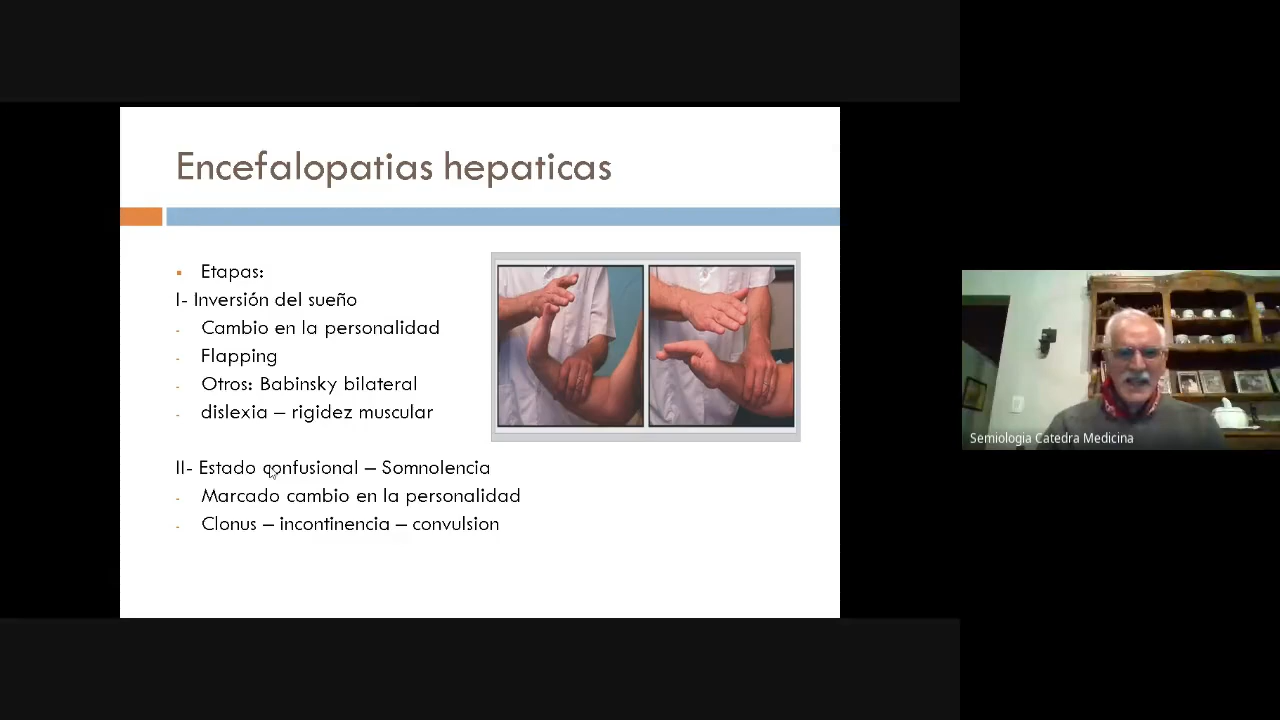 Encefalopatias hepaticas
▪ Etapas:
I- Inversión del sueño
- Cambio en la personalidad
- Flapping
- Otros: Babinsky bilateral
- dislexia – rigidez muscular
II- Estado confusional – Somnolencia
- Marcado cambio en la personalidad
- Clonus – incontinencia – convulsion
Semiologia Catedra Medicina